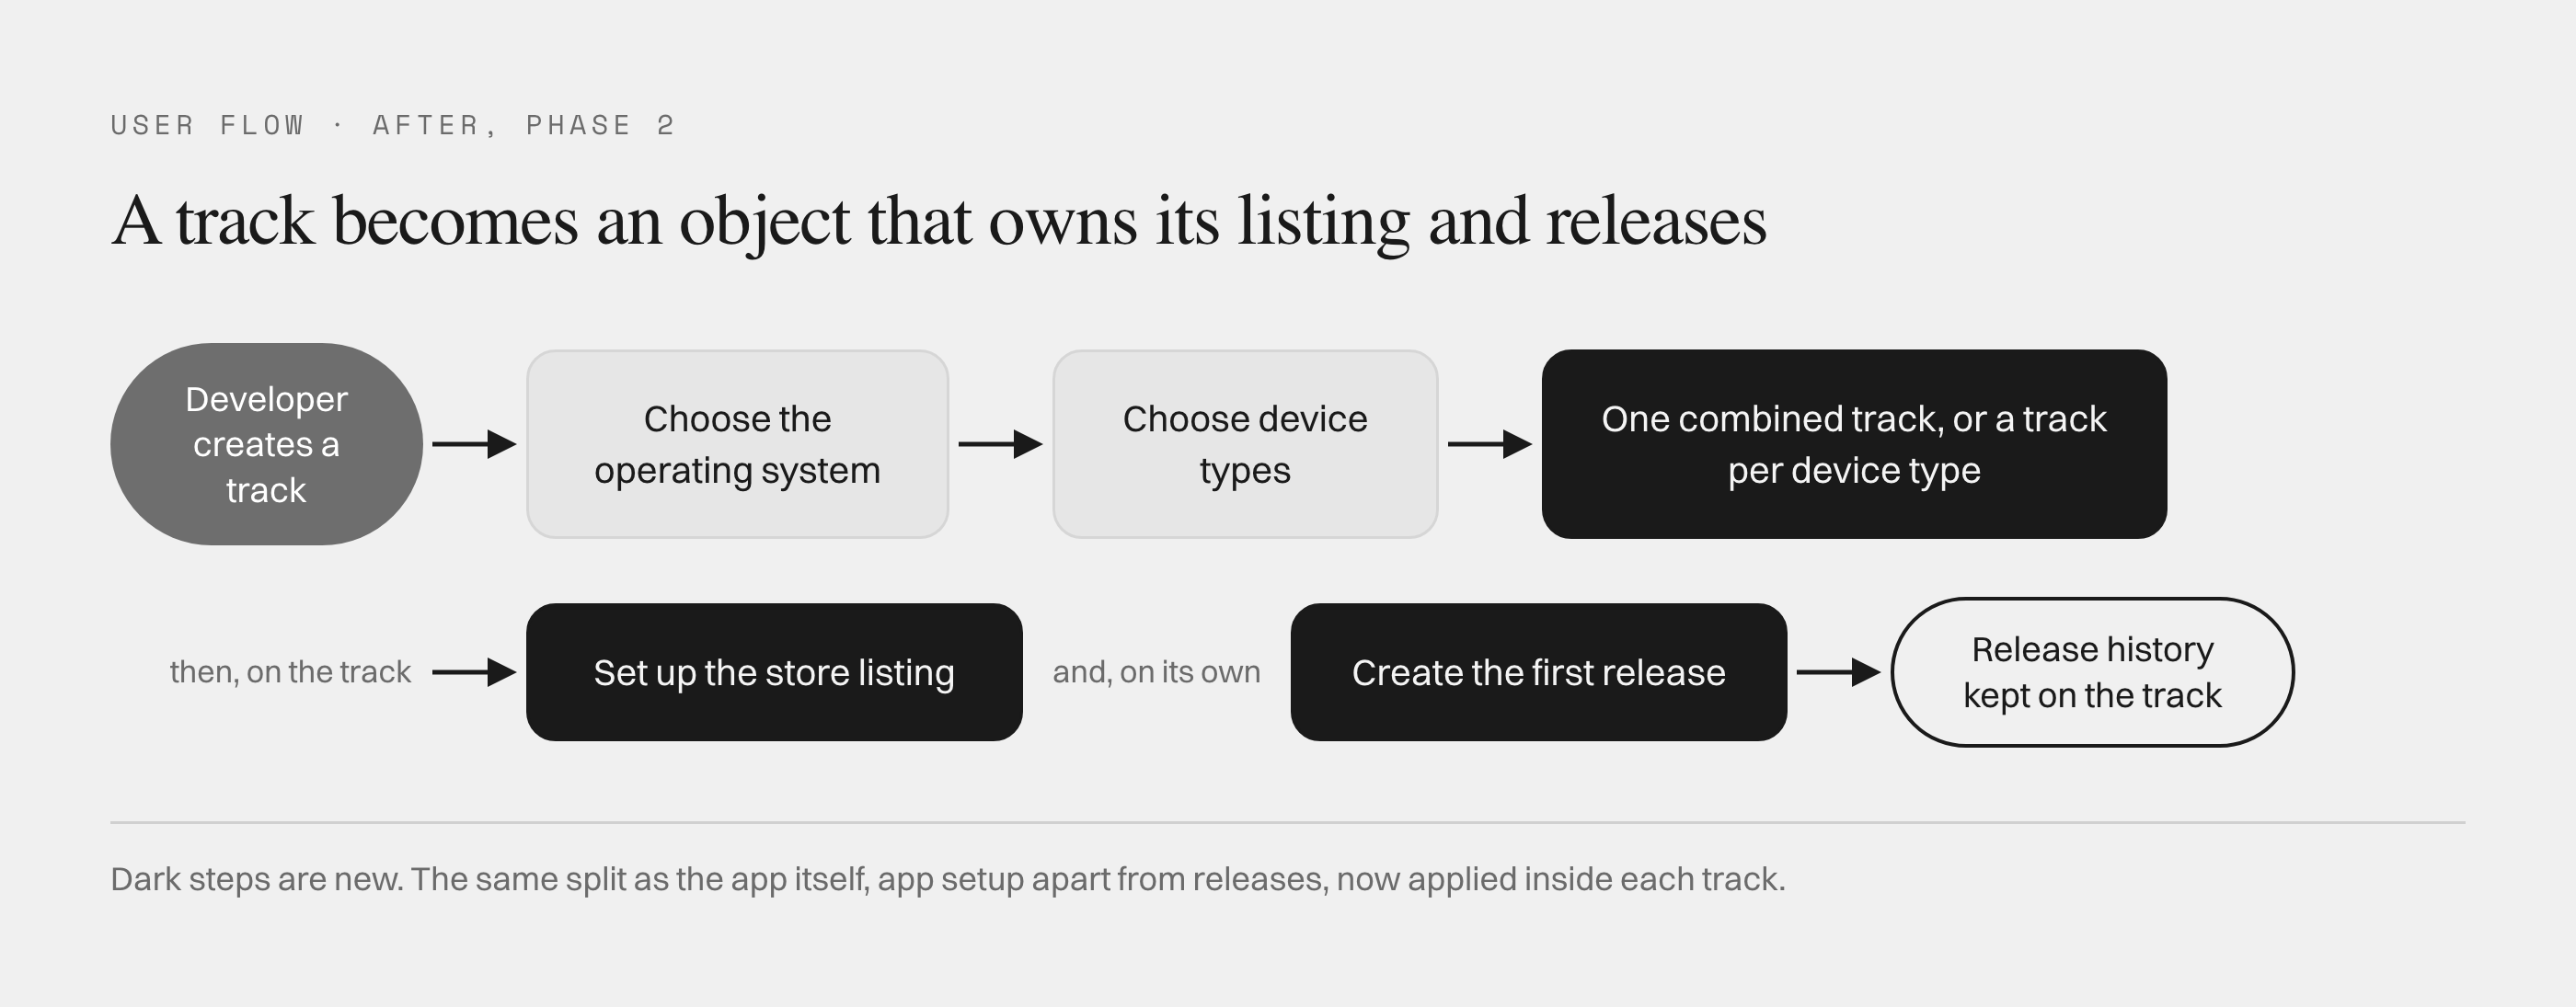 USER FLOW · AFTER, PHASE 2
A track becomes an object that owns its listing and releases
Developer
creates a
track
Choose the
operating system
Choose device
types
One combined track, or a track
per device type
then, on the track
Set up the store listing
and, on its own
Create the first release
Release history
kept on the track
Dark steps are new. The same split as the app itself, app setup apart from releases, now applied inside each track.